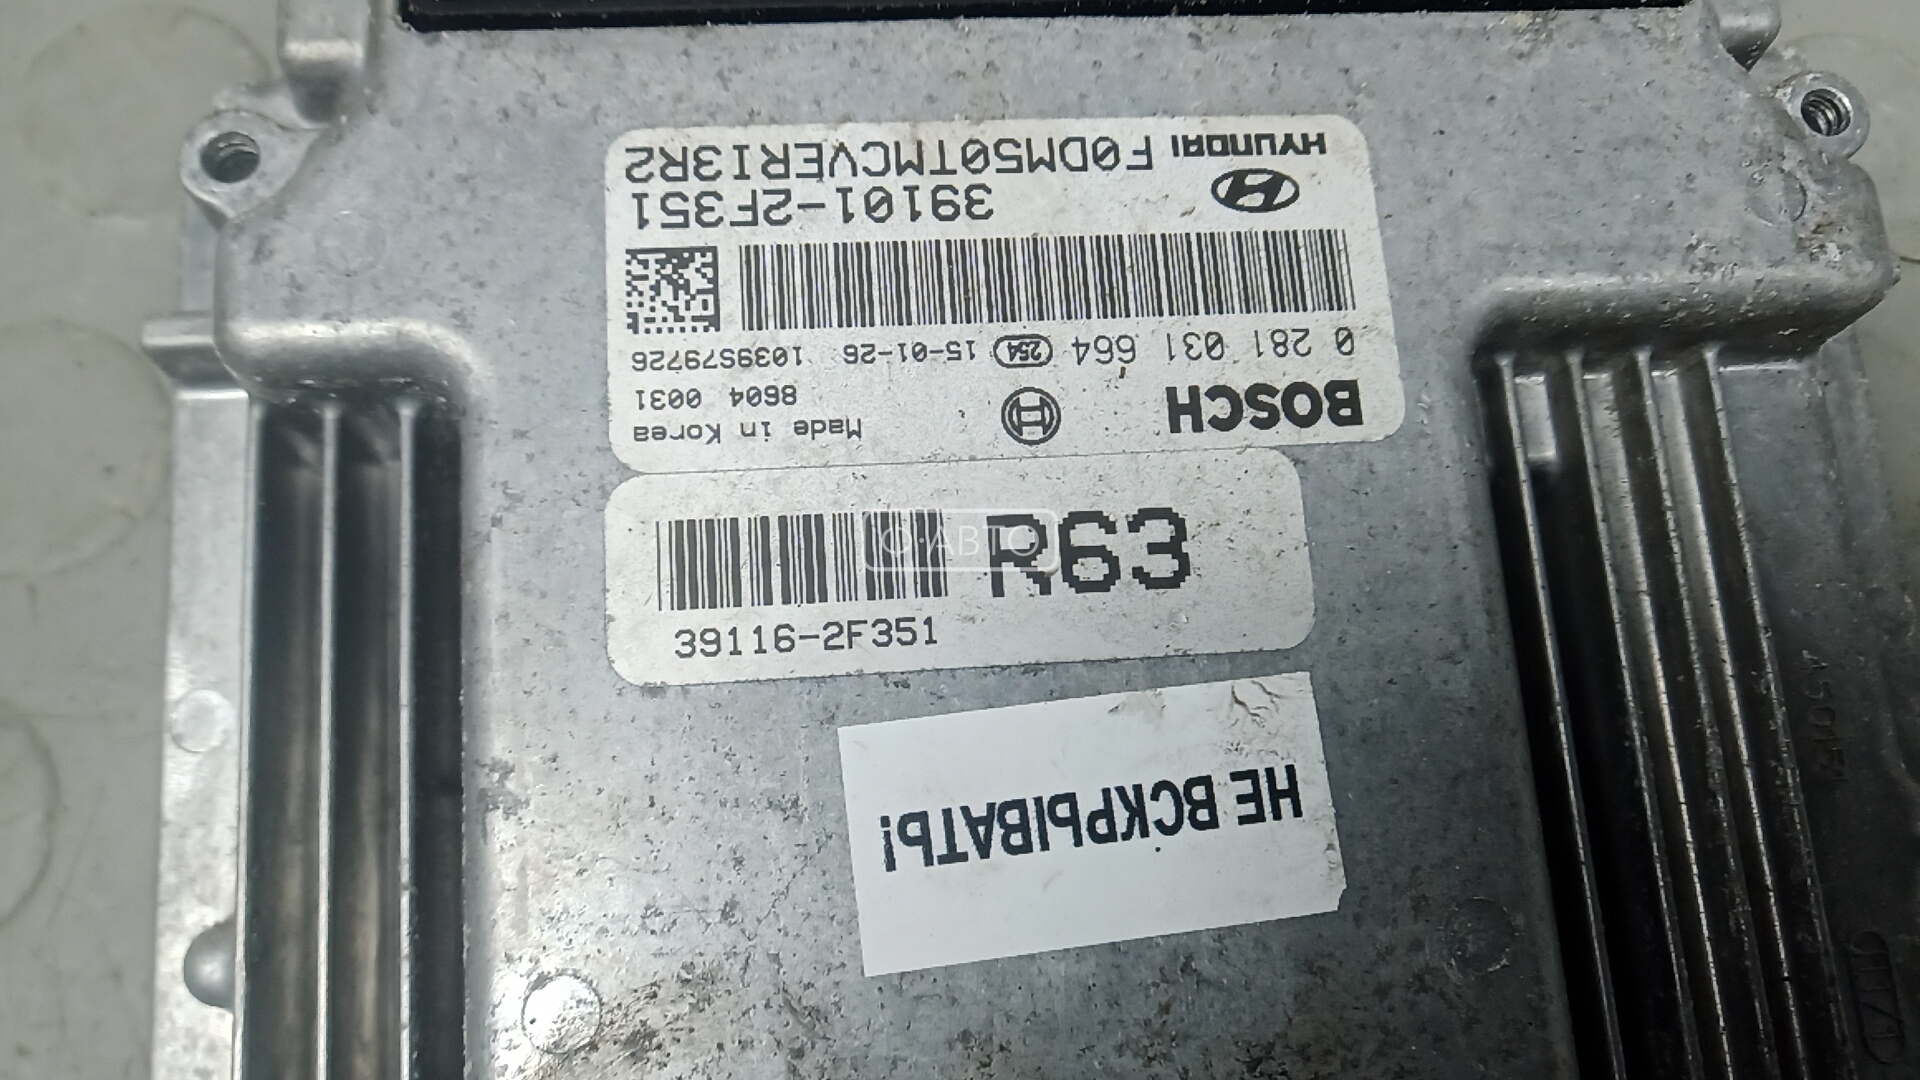 BOSCH
Made in Korea
8604 0031
0 281 031 664 254 15-01-26 1039S79726
39101-2F351
HYUNDAI F0DM50TMCVERI3R2
R63
39116-2F351
О·АВТО
НЕ ВСКРЫВАТЬ!